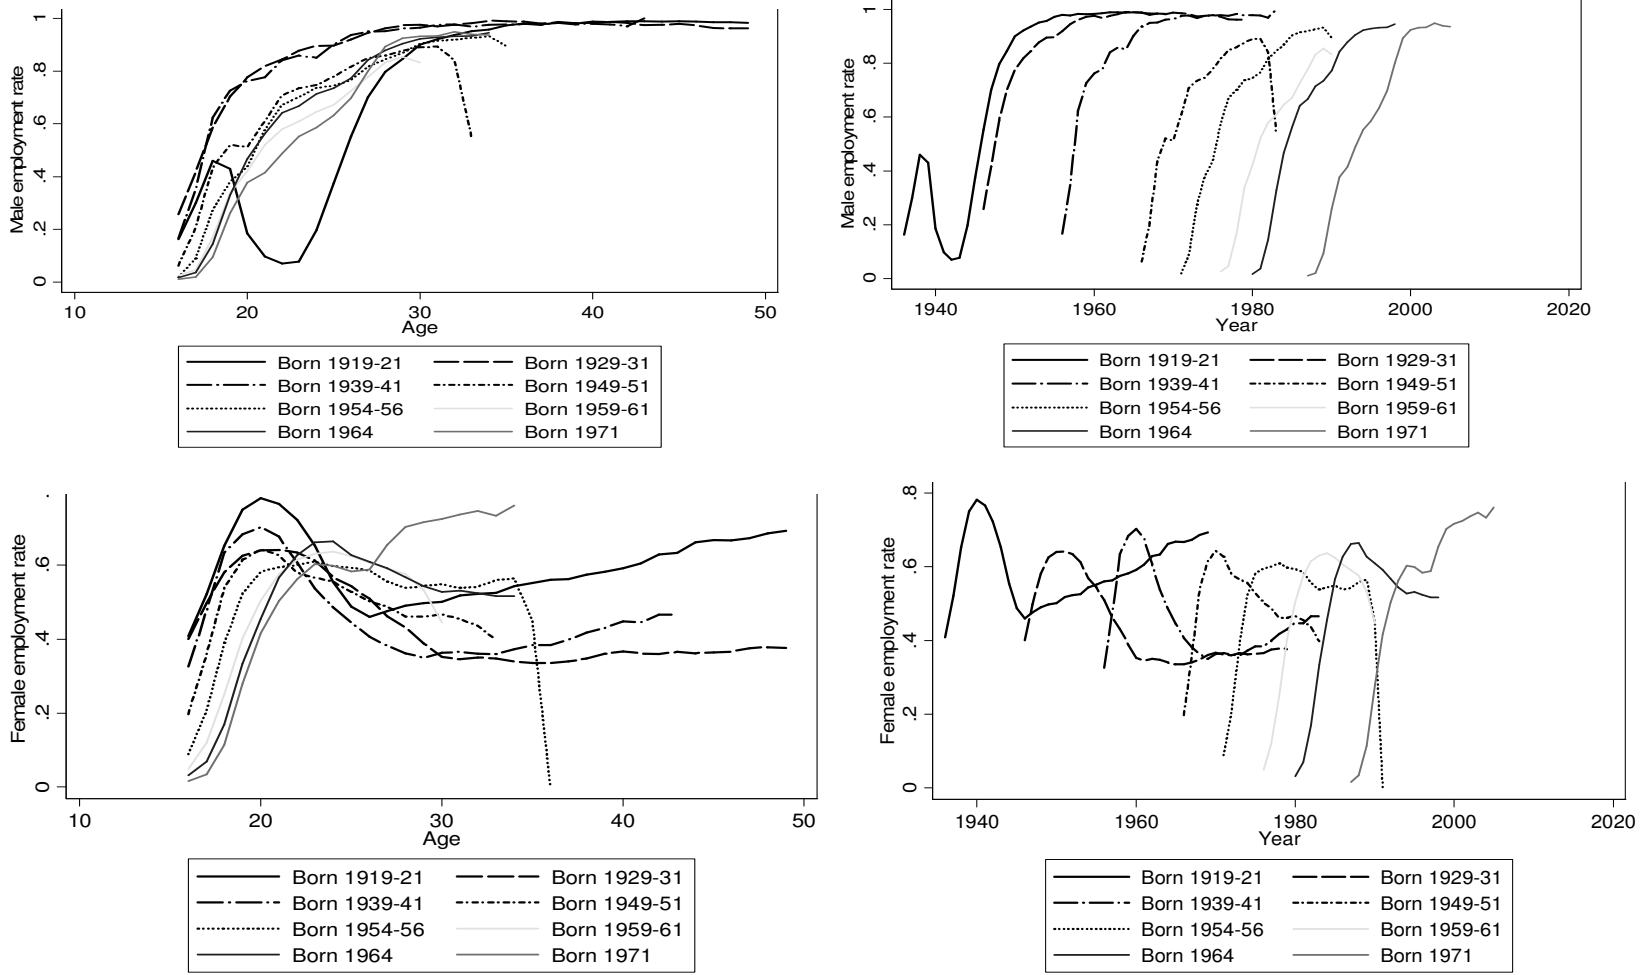 Male employment rate
1
.8
.6
.4
.2
0
10 20 30 40 50
Age
Born 1919-21 Born 1929-31
Born 1939-41 Born 1949-51
Born 1954-56 Born 1959-61
Born 1964 Born 1971
Male employment rate
1
.8
.6
.4
.2
0
1940 1960 1980 2000 2020
Year
Born 1919-21 Born 1929-31
Born 1939-41 Born 1949-51
Born 1954-56 Born 1959-61
Born 1964 Born 1971
Female employment rate
.6
.4
.2
0
10 20 30 40 50
Age
Born 1919-21 Born 1929-31
Born 1939-41 Born 1949-51
Born 1954-56 Born 1959-61
Born 1964 Born 1971
Female employment rate
.8
.6
.4
.2
0
1940 1960 1980 2000 2020
Year
Born 1919-21 Born 1929-31
Born 1939-41 Born 1949-51
Born 1954-56 Born 1959-61
Born 1964 Born 1971